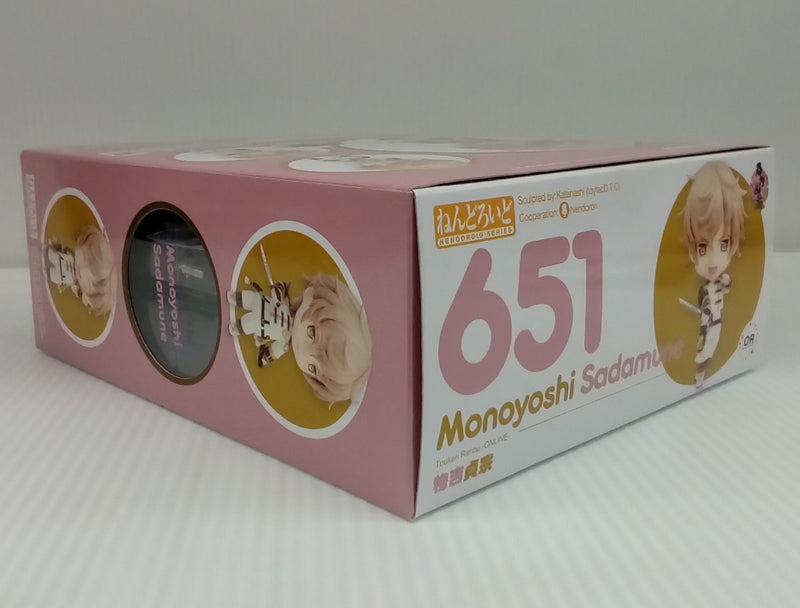 ねんどろいど
NENDOROID·SERIES
Sculpted by: Katanashi (toytec D.T.C)
Cooperation: Nendoron
651
Monoyoshi Sadamune
Touken Ranbu -ONLINE-
物吉貞宗
OR
Monoyoshi
Sadamune